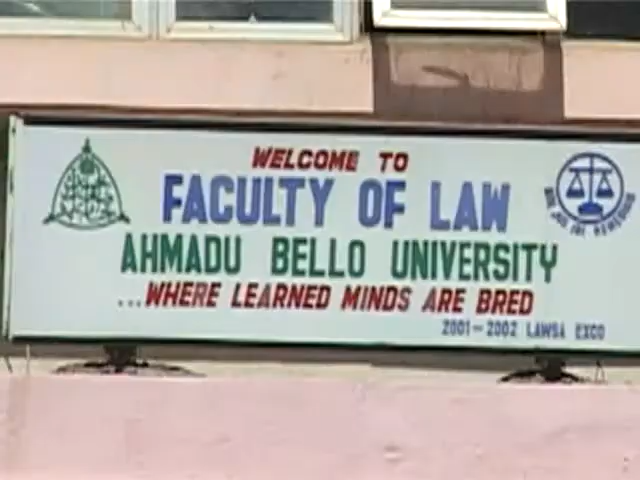 WELCOME TO
FACULTY OF LAW
AHMADU BELLO UNIVERSITY
...WHERE LEARNED MINDS ARE BRED
2001-2002 LAWSA EXCO